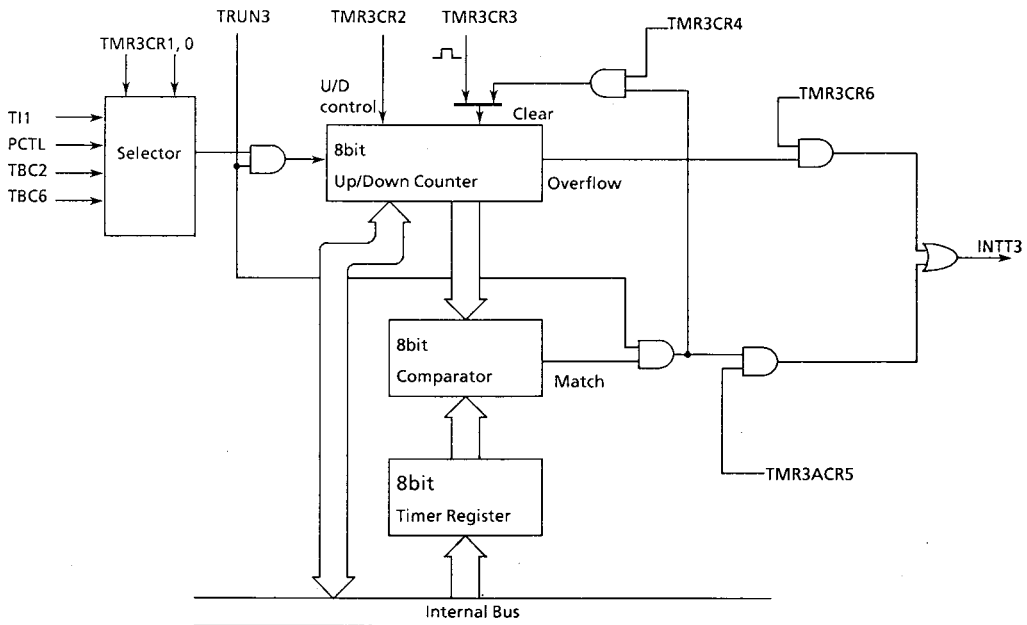 TRUN3
TMR3CR2
TMR3CR3
TMR3CR4
TMR3CR1, 0
U/D
control
Clear
TMR3CR6
TI1
PCTL
TBC2
TBC6
Selector
8bit
Up/Down Counter
Overflow
INTT3
8bit
Comparator
Match
TMR3ACR5
8bit
Timer Register
Internal Bus